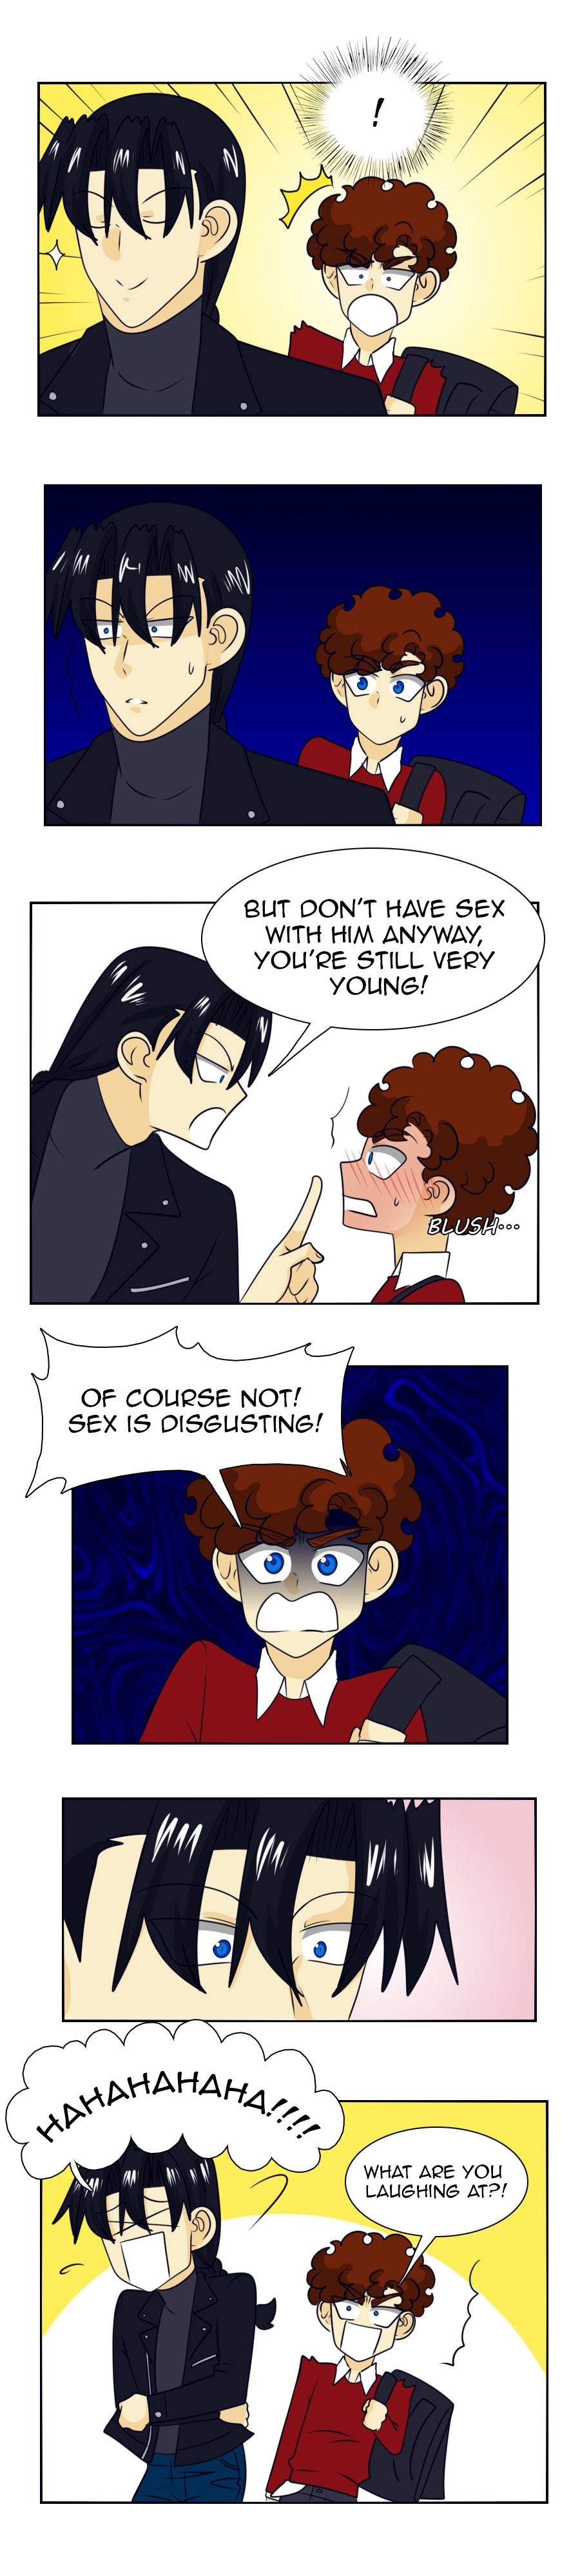 !
BUT DON'T HAVE SEX
WITH HIM ANYWAY,
YOU'RE STILL VERY
YOUNG!
BLUSH...
OF COURSE NOT!
SEX IS DISGUSTING!
HAHAHAHAHA!!!!
WHAT ARE YOU
LAUGHING AT?!